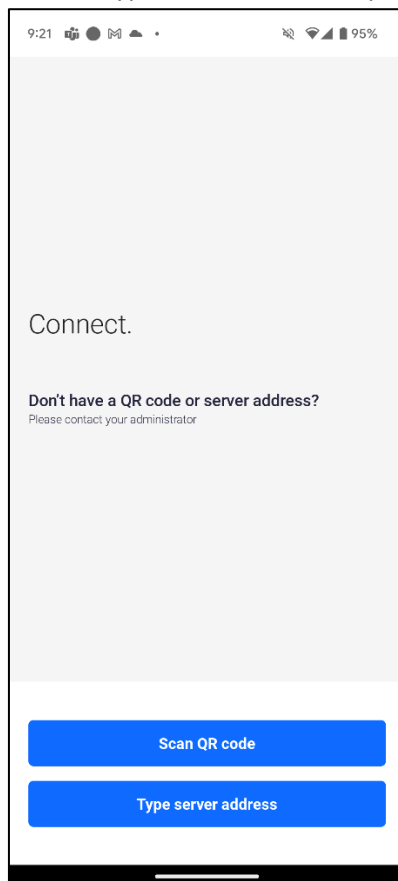 9:21
95%
Connect.
Don't have a QR code or server address?
Please contact your administrator
Scan QR code
Type server address